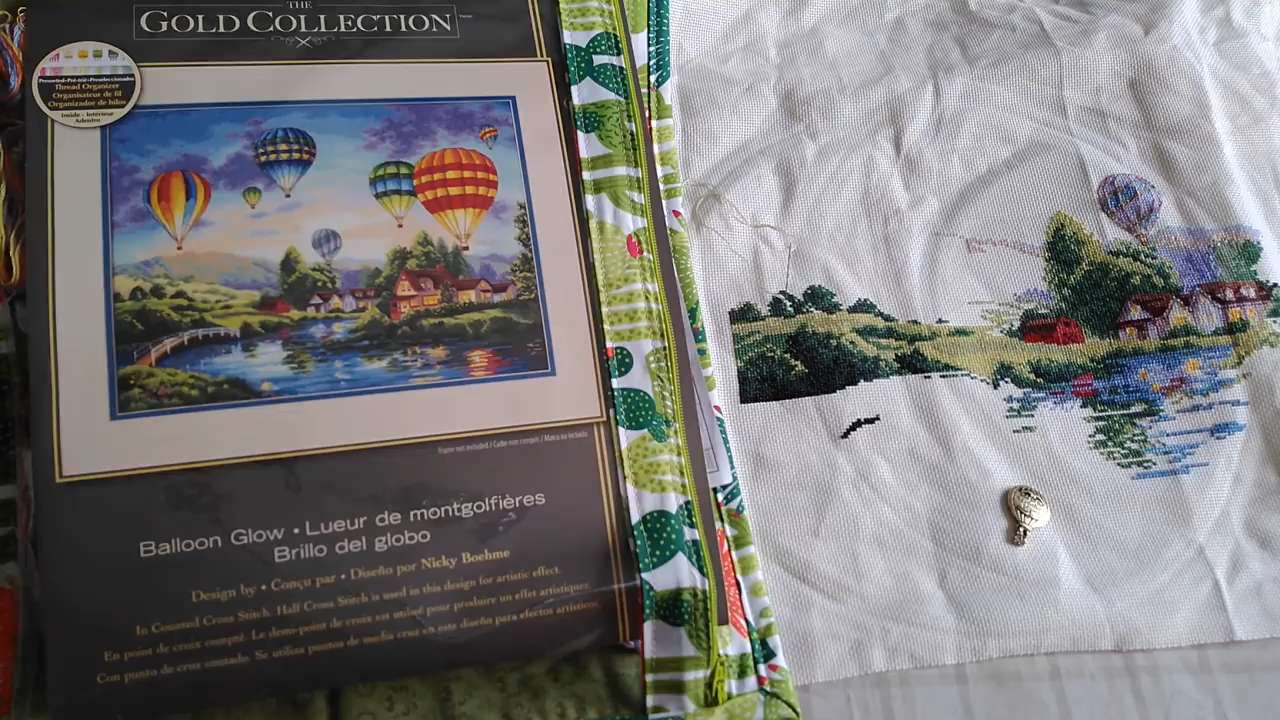 THE
GOLD COLLECTION
Presorted•Pré-trié•Preseleccionados
Thread Organizer
Organisateur de fil
Organizador de hilos
Inside - Intérieur
Adentro
Frame not included / Cadre non compris / Marco no incluido
Balloon Glow • Lueur de montgolfières
Brillo del globo
Design by • Conçu par • Diseño por Nicky Boehme
In Counted Cross Stitch. Half Cross Stitch is used in this design for artistic effect.
En point de croix compté. Le demi-point de croix est utilisé pour produire un effet artistique.
Con punto de cruz contado. Se utiliza puntos de media cruz en este diseño para efectos artísticos.